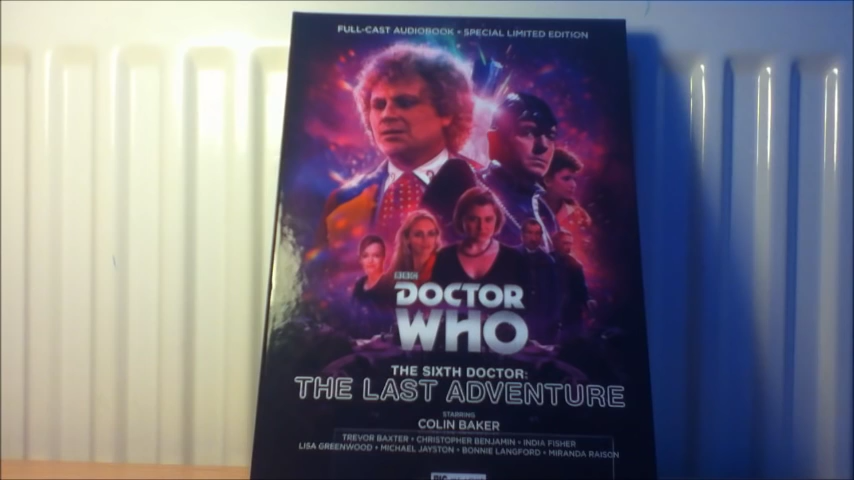 FULL-CAST AUDIOBOOK • SPECIAL LIMITED EDITION
BBC
DOCTOR
WHO
THE SIXTH DOCTOR:
THE LAST ADVENTURE
STARRING
COLIN BAKER
TREVOR BAXTER • CHRISTOPHER BENJAMIN • INDIA FISHER
LISA GREENWOOD • MICHAEL JAYSTON • BONNIE LANGFORD • MIRANDA RAISON